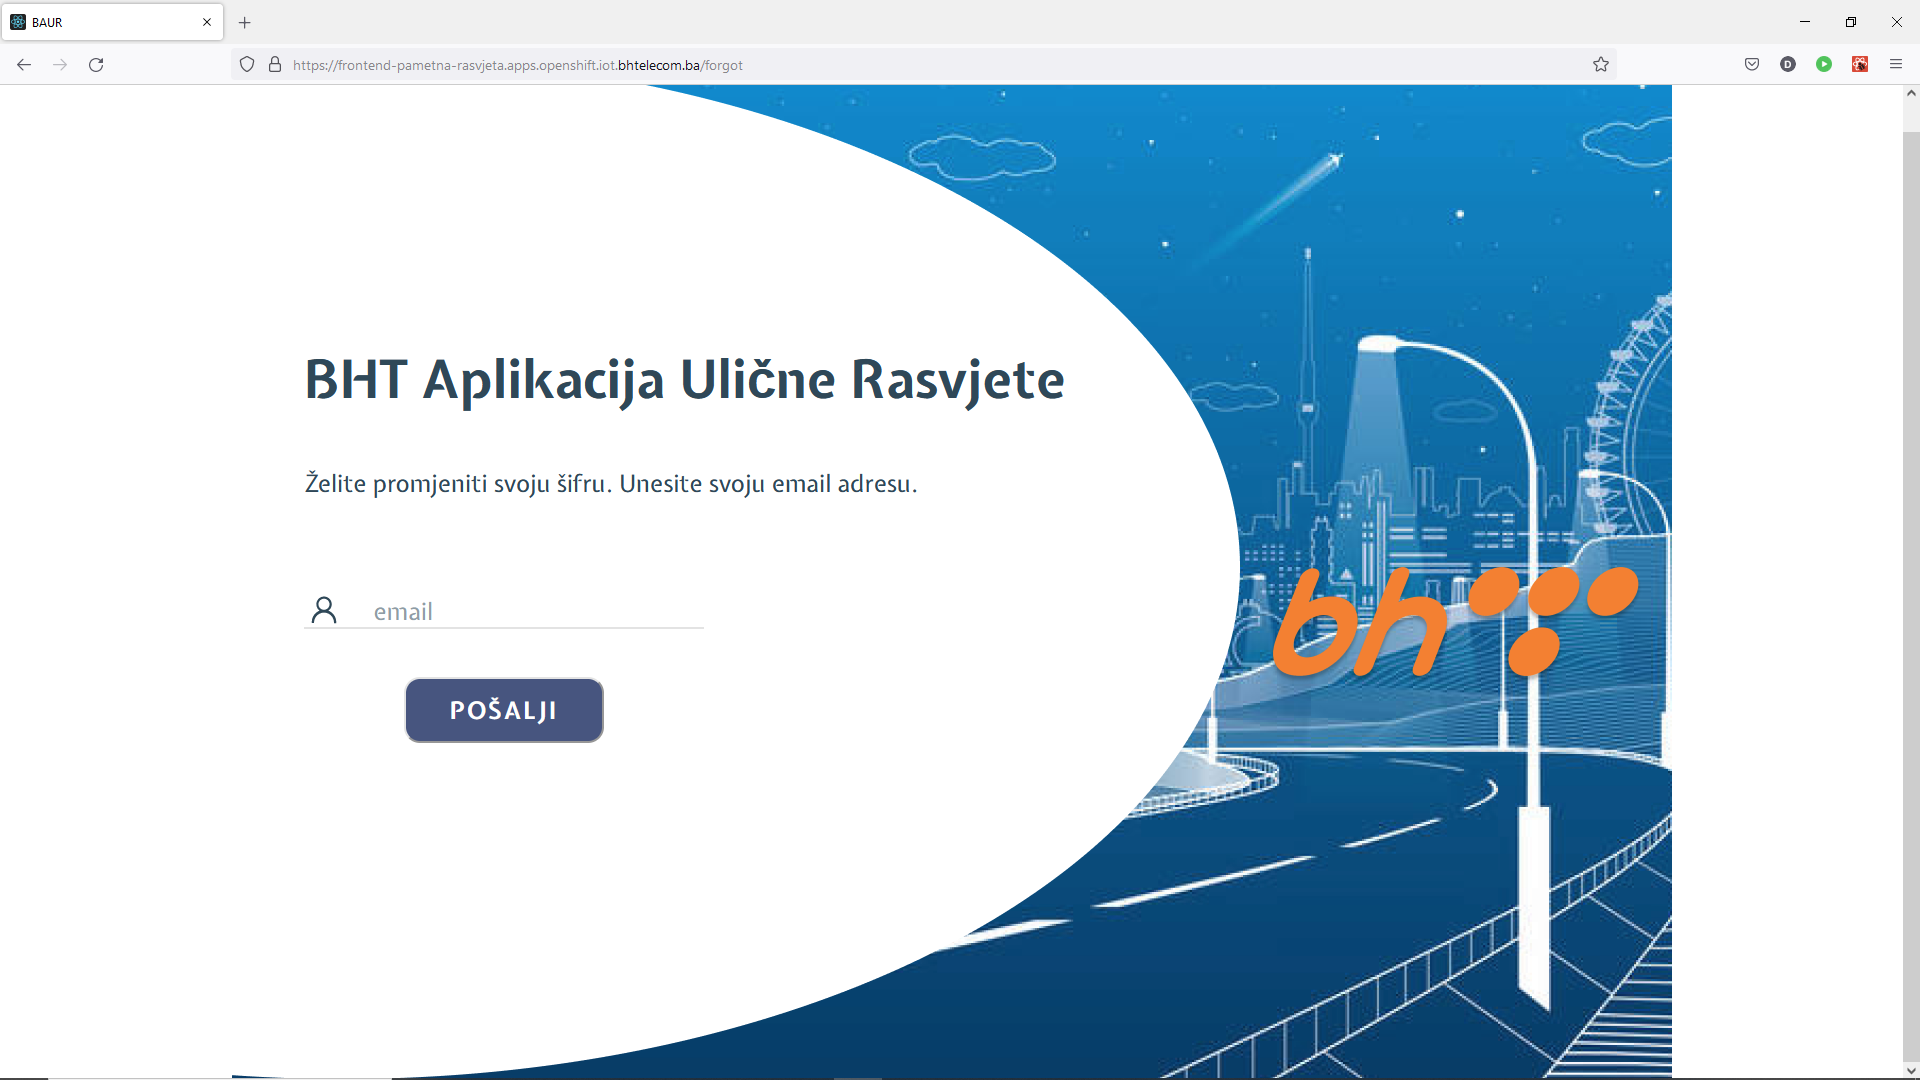 BAUR
https://frontend-pametna-rasvjeta.apps.openshift.iot.bhtelecom.ba/forgot
D
BHT Aplikacija Ulične Rasvjete
Želite promjeniti svoju šifru. Unesite svoju email adresu.
email
POŠALJI
bh